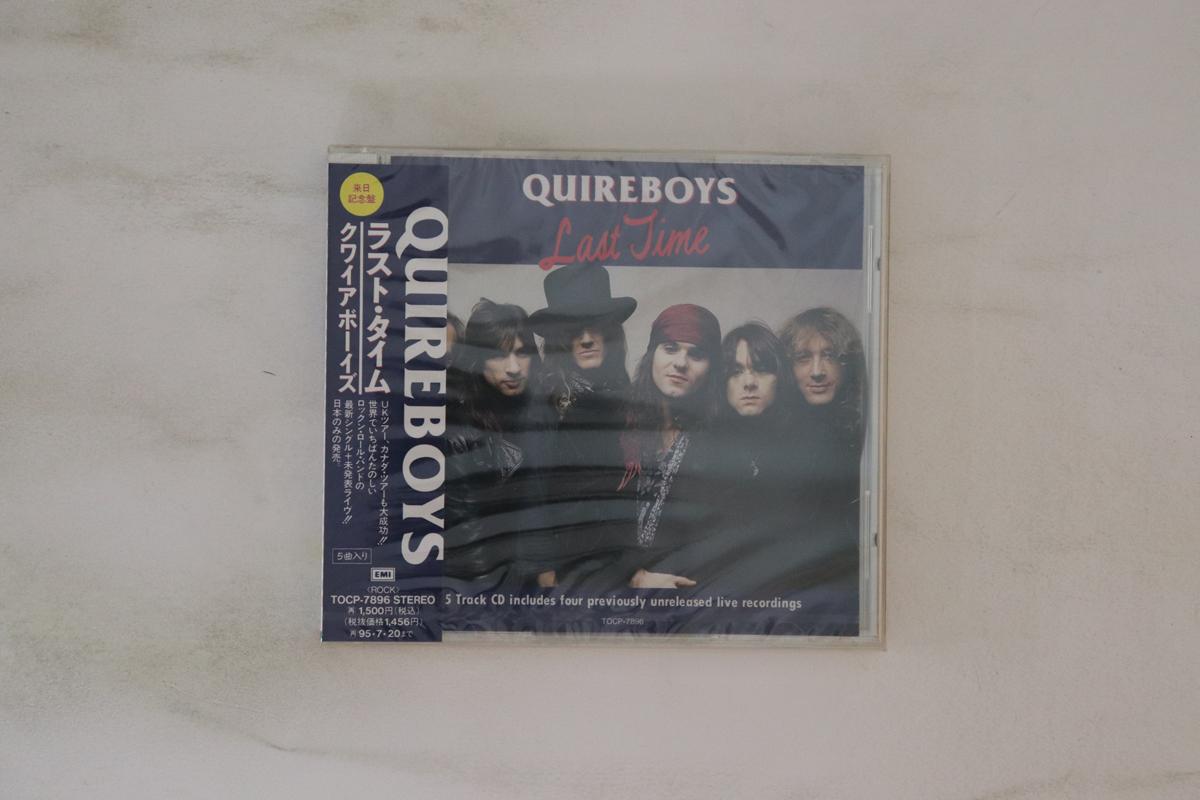 来日
記念盤
QUIREBOYS
ラスト・タイム
クワイアボーイズ
UKツアー、カナダ・ツアーも大成功!!
世界でいちばんたのしい
ロックン・ロール・バンドの
最新シングル+未発表ライヴ!!
日本のみの発売。
5曲入り
EMI
〈ROCK〉
TOCP-7896 STEREO
再 1,500円(税込)
(税抜価格1,456円)
再 95・7・20まで
QUIREBOYS
Last Time
5 Track CD includes four previously unreleased live recordings
TOCP-7896